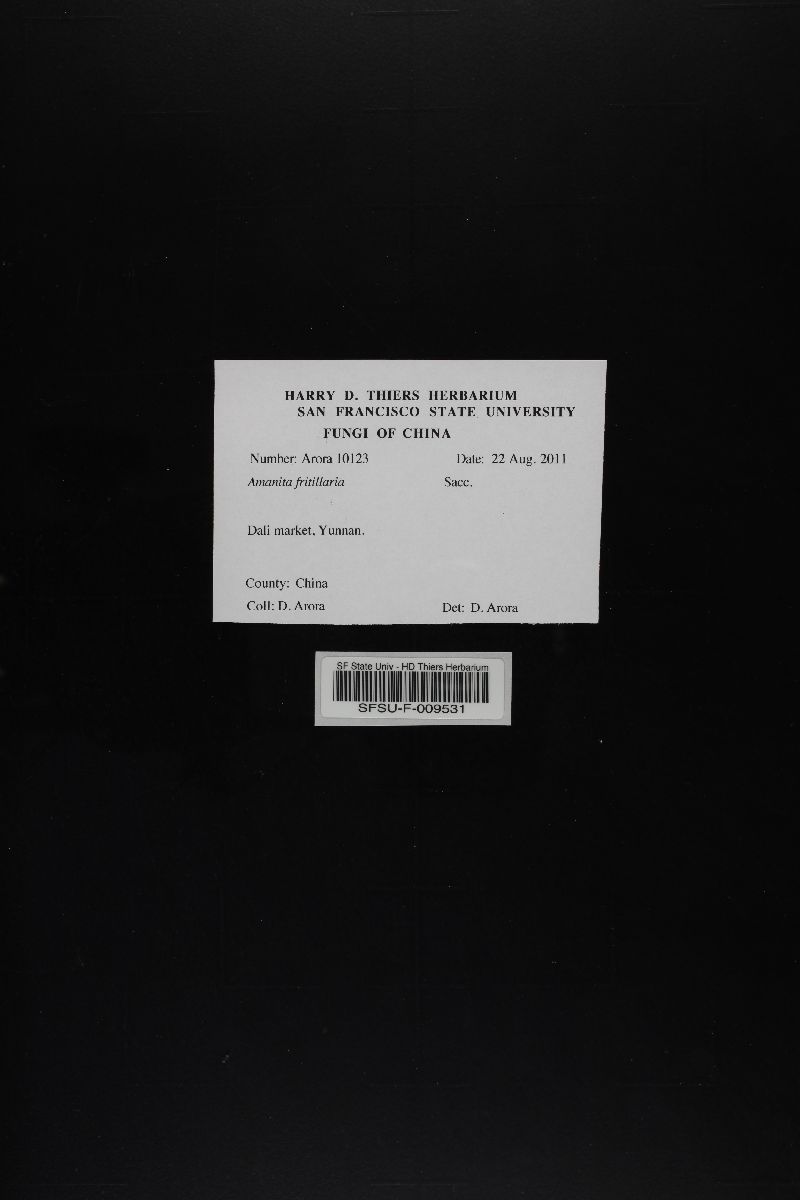 HARRY D. THIERS HERBARIUM
SAN FRANCISCO STATE UNIVERSITY
FUNGI OF CHINA
Number: Arora 10123 Date: 22 Aug. 2011
Amanita fritillaria Sacc.
Dali market, Yunnan.
County: China
Coll: D. Arora Det: D. Arora
SF State Univ - HD Thiers Herbarium
SFSU-F-009531